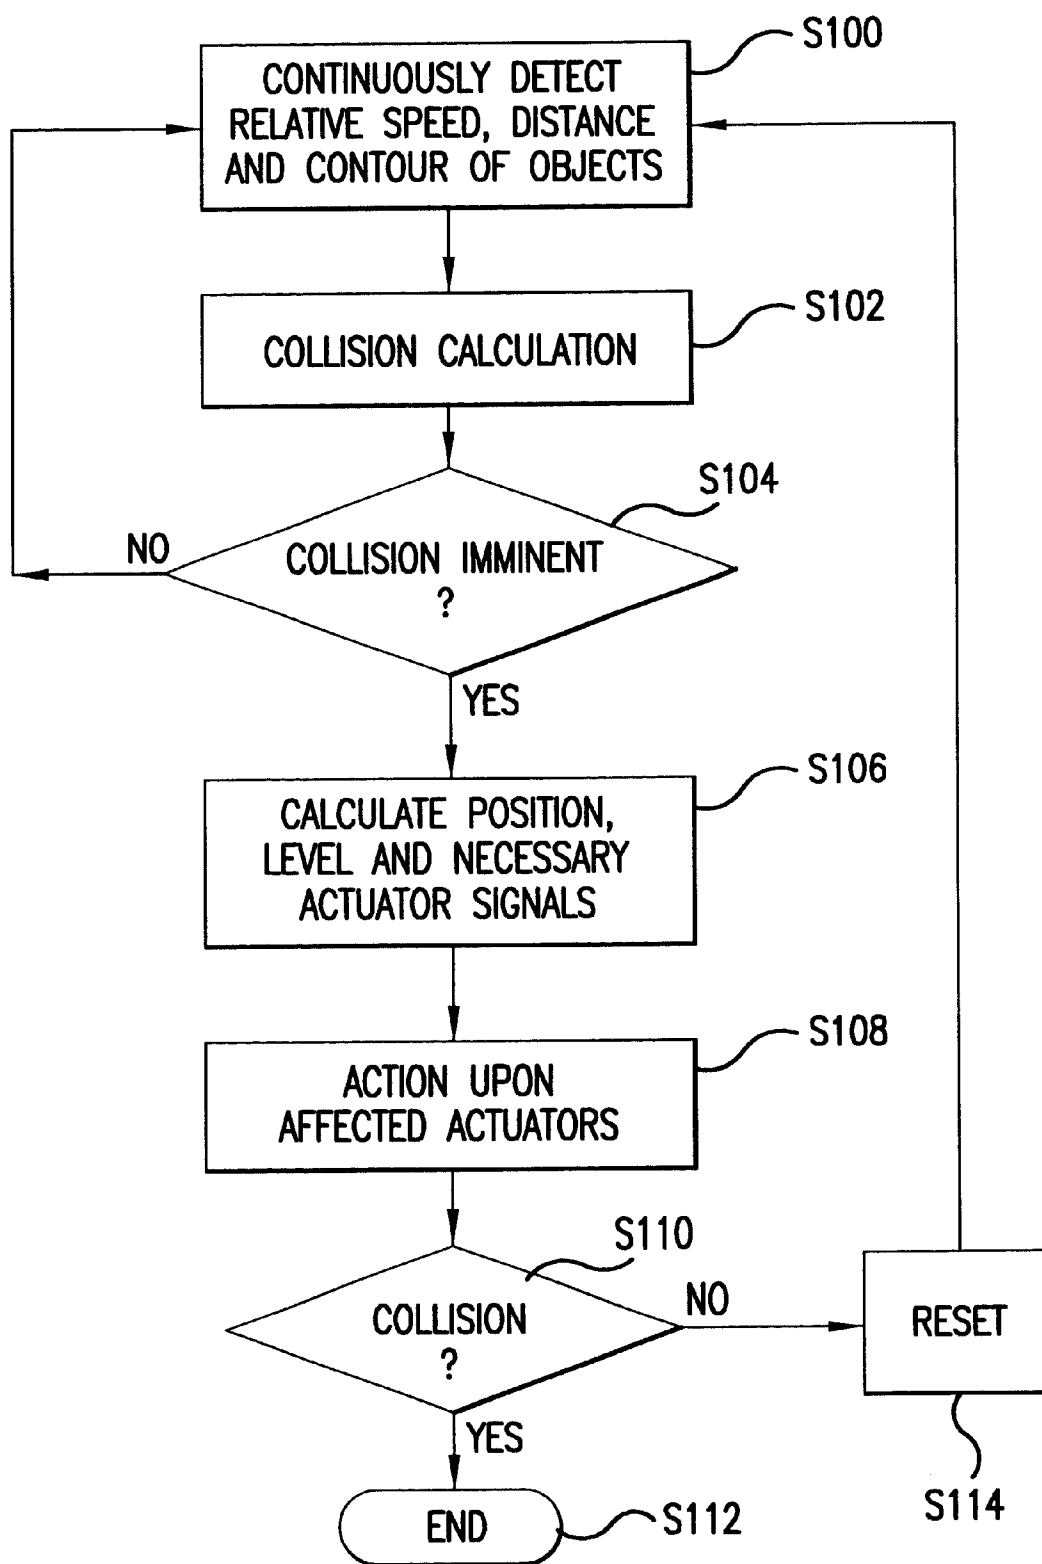 S100
CONTINUOUSLY DETECT
RELATIVE SPEED, DISTANCE
AND CONTOUR OF OBJECTS
S102
COLLISION CALCULATION
S104
NO
COLLISION IMMINENT
?
YES
S106
CALCULATE POSITION,
LEVEL AND NECESSARY
ACTUATOR SIGNALS
S108
ACTION UPON
AFFECTED ACTUATORS
S110
NO
COLLISION
?
RESET
YES
S114
END
S112